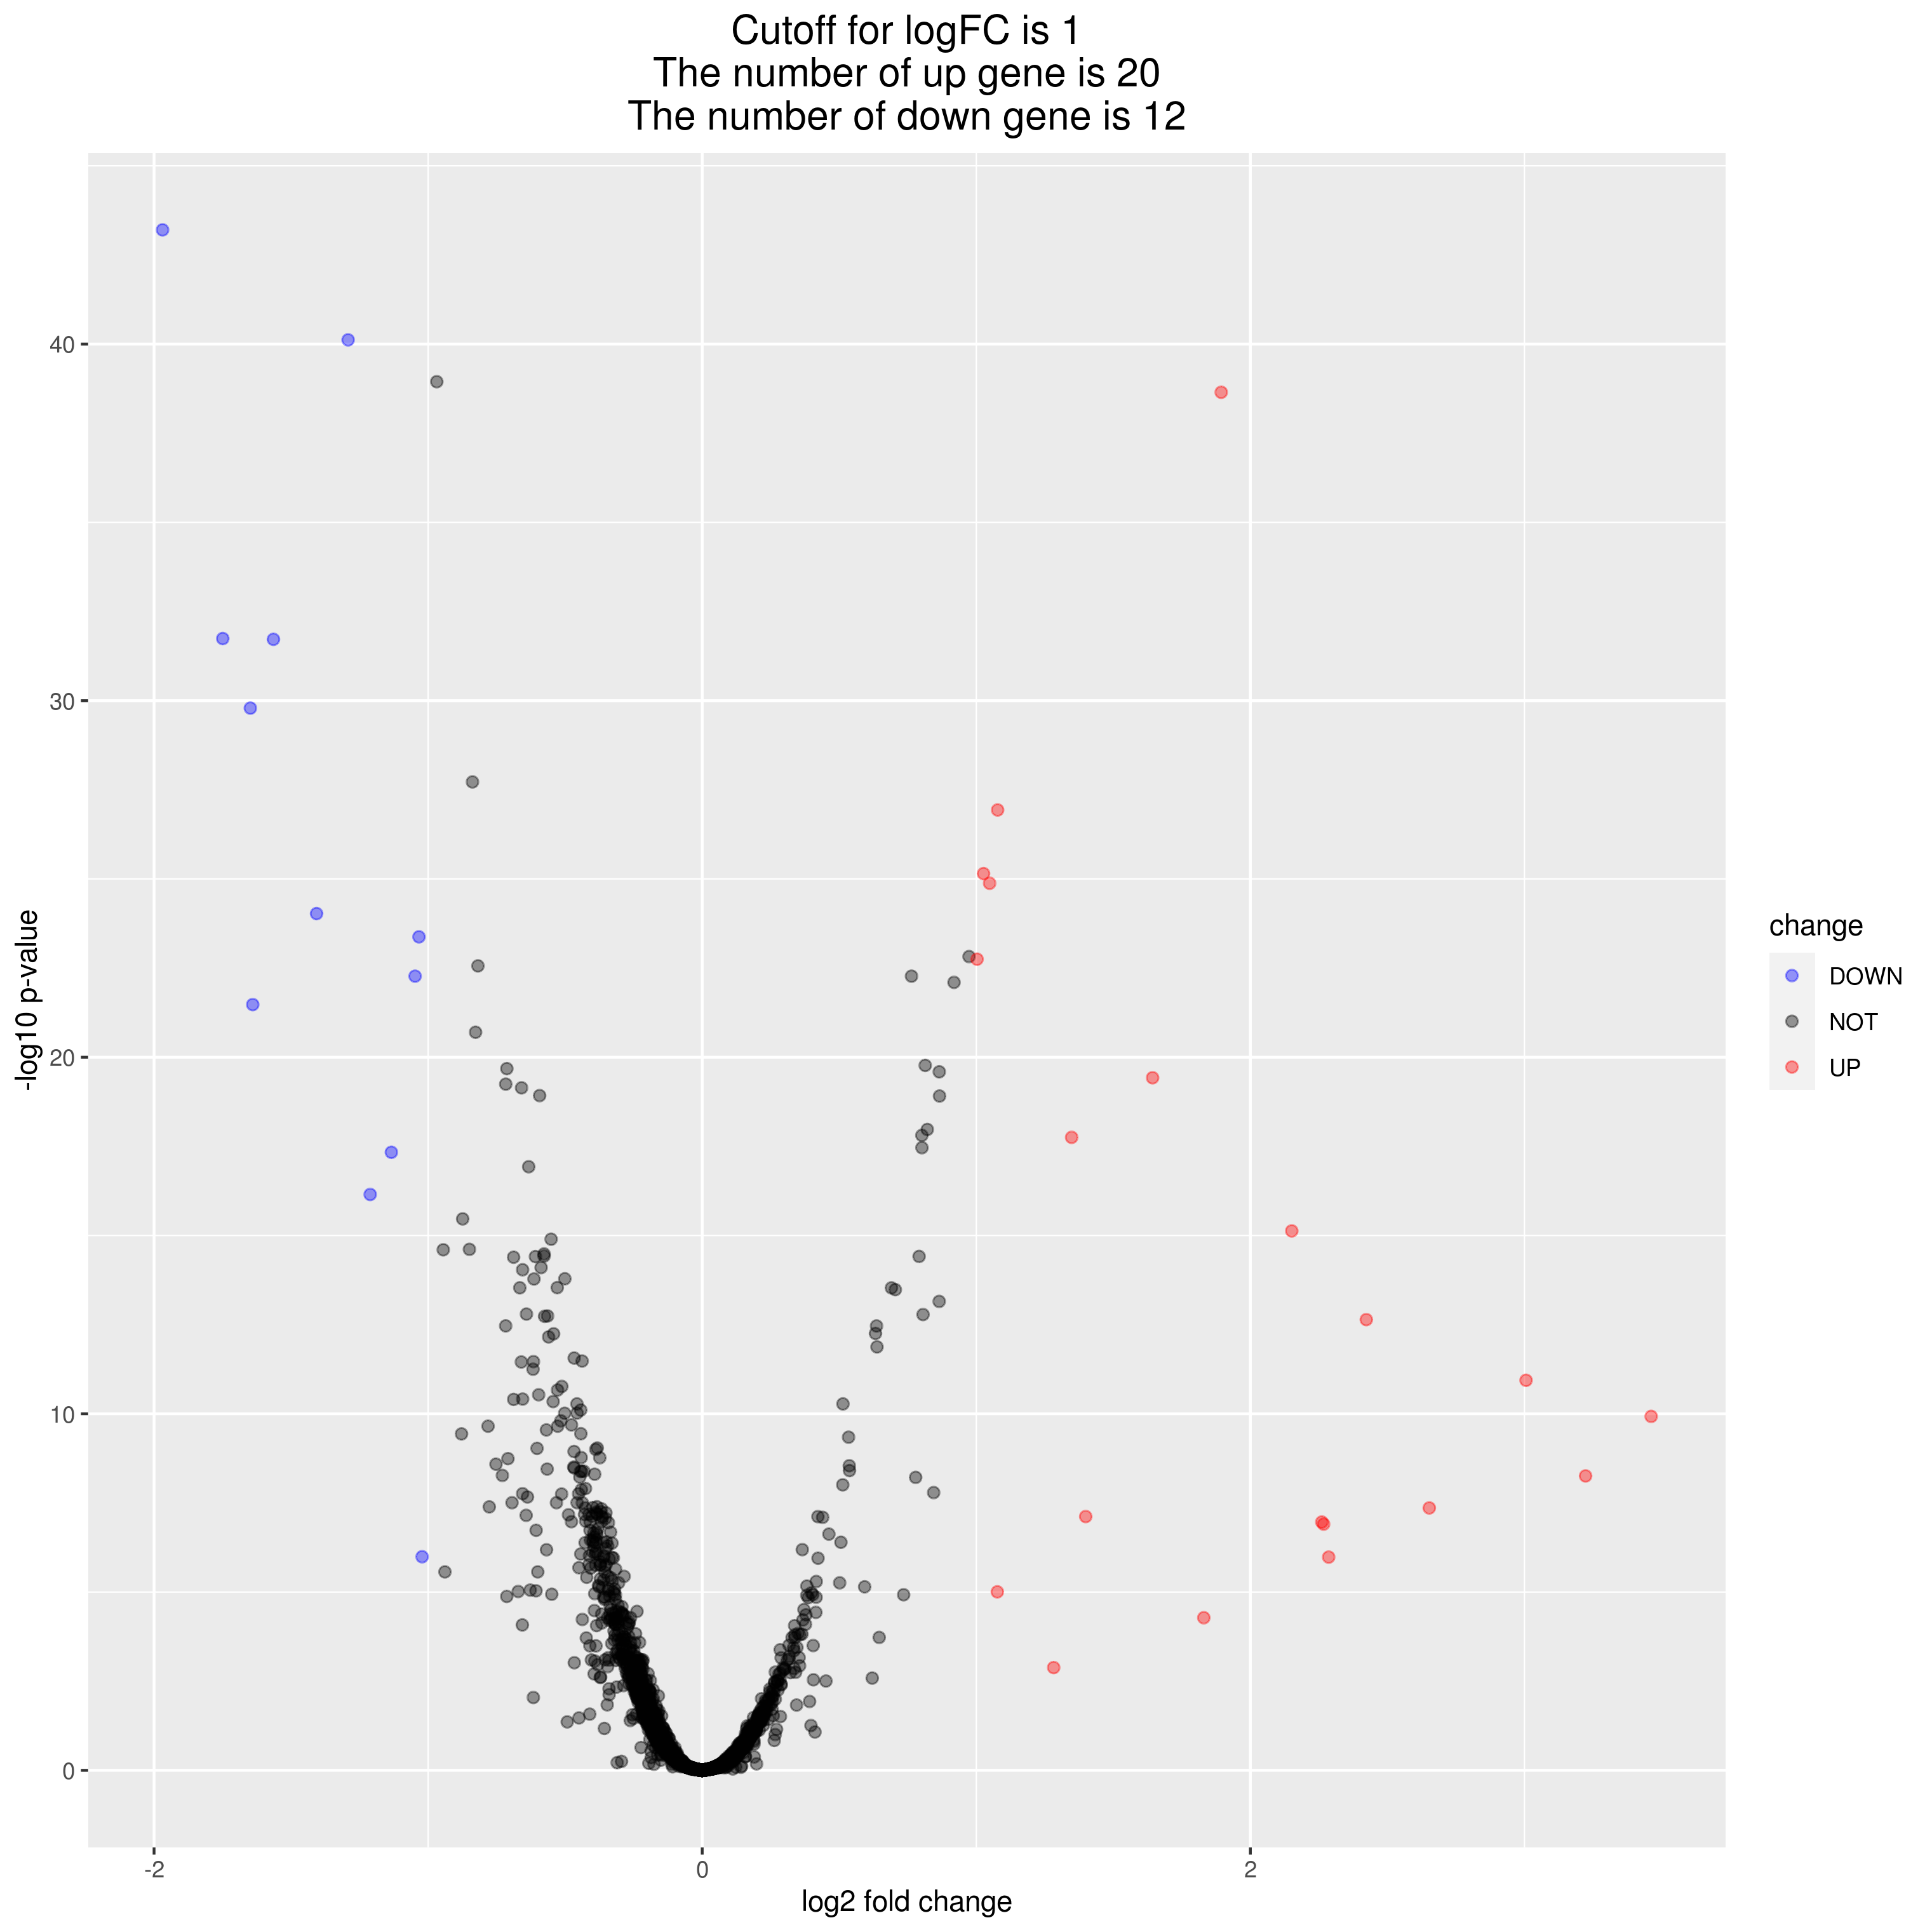 Cutoff for logFC is 1
The number of up gene is 20
The number of down gene is 12
-log10 p-value
40
30
20
10
0
-2
0
2
log2 fold change
change
DOWN
NOT
UP